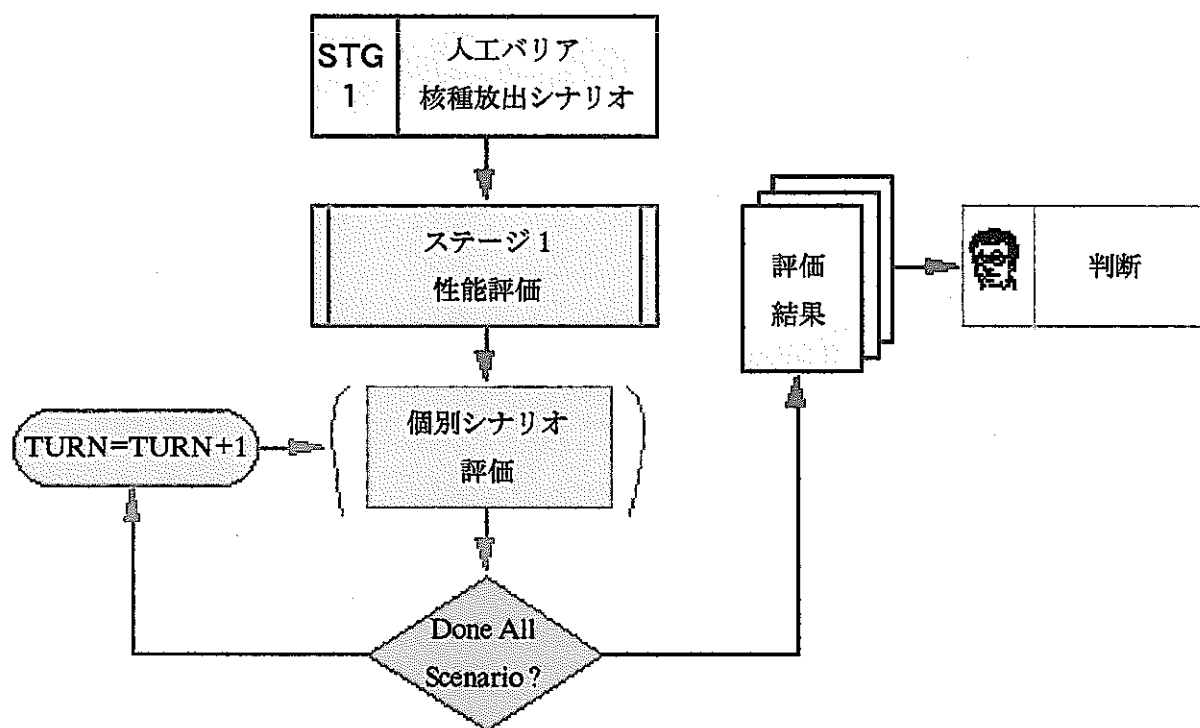 STG
1
人工バリア
核種放出シナリオ
ステージ 1
性能評価
評価
結果
判断
個別シナリオ
評価
TURN=TURN+1
Done All
Scenario?